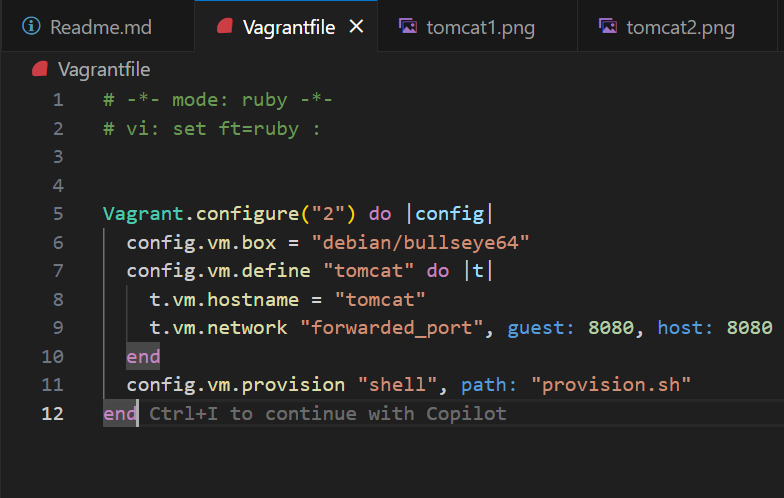 Readme.md Vagrantfile tomcat1.png tomcat2.png
Vagrantfile
1 # -*- mode: ruby -*-
2 # vi: set ft=ruby :
3
4
5 Vagrant.configure("2") do |config|
6   config.vm.box = "debian/bullseye64"
7   config.vm.define "tomcat" do |t|
8     t.vm.hostname = "tomcat"
9     t.vm.network "forwarded_port", guest: 8080, host: 8080
10   end
11   config.vm.provision "shell", path: "provision.sh"
12 end Ctrl+I to continue with Copilot